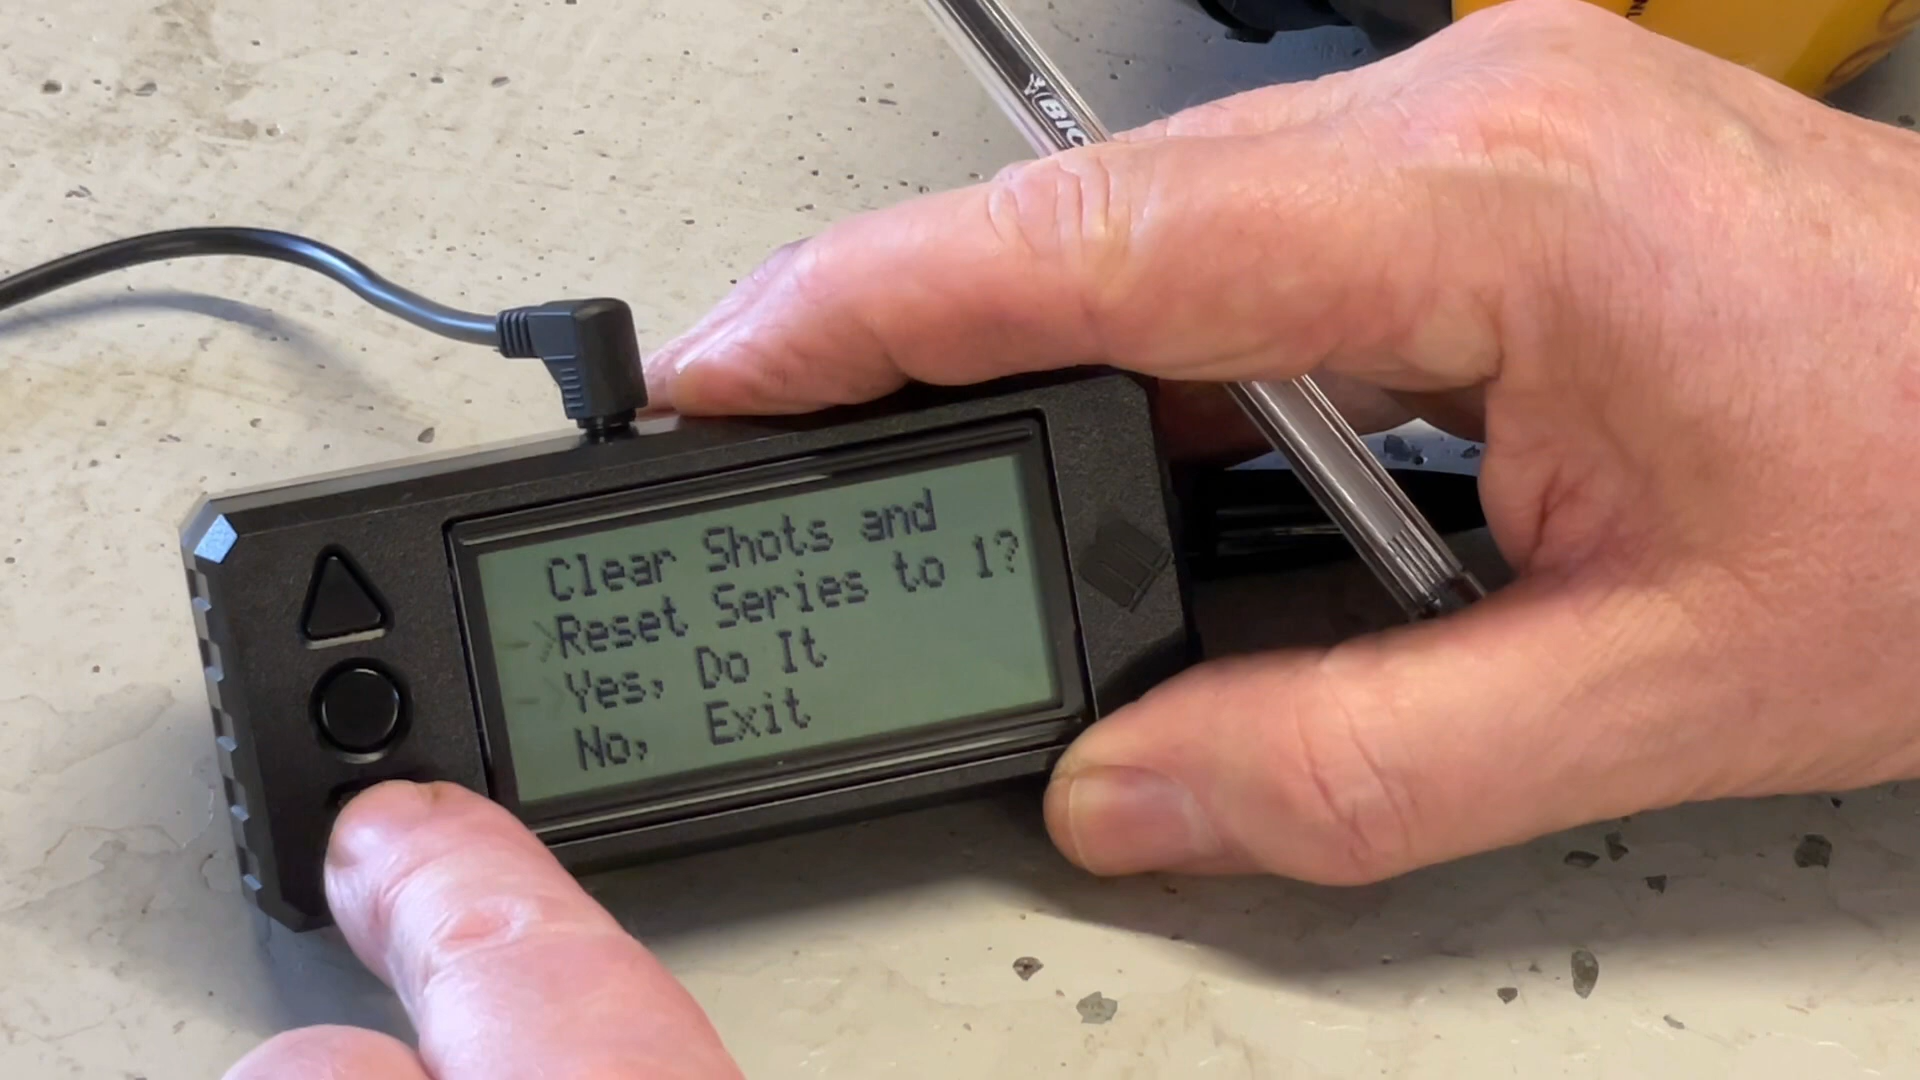 BIC
Clear Shots and
Reset Series to 1?
Yes, Do It
No, Exit